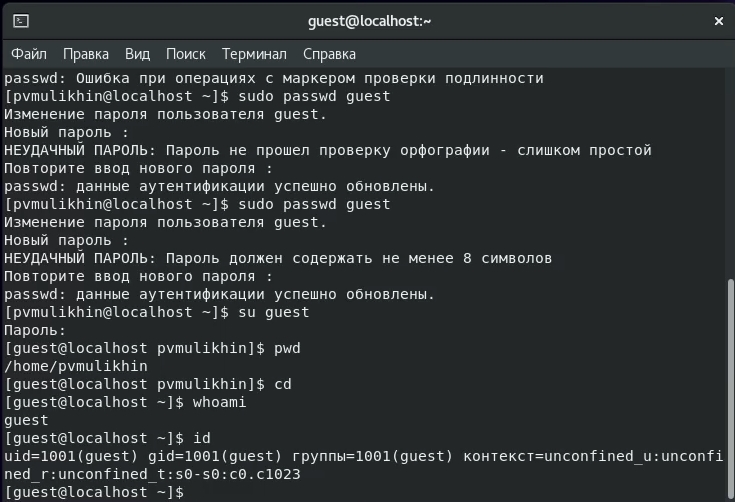 guest@localhost:~
Файл Правка Вид Поиск Терминал Справка
passwd: Ошибка при операциях с маркером проверки подлинности
[pvmulikhin@localhost ~]$ sudo passwd guest
Изменение пароля пользователя guest.
Новый пароль :
НЕУДАЧНЫЙ ПАРОЛЬ: Пароль не прошел проверку орфографии - слишком простой
Повторите ввод нового пароля :
passwd: данные аутентификации успешно обновлены.
[pvmulikhin@localhost ~]$ sudo passwd guest
Изменение пароля пользователя guest.
Новый пароль :
НЕУДАЧНЫЙ ПАРОЛЬ: Пароль должен содержать не менее 8 символов
Повторите ввод нового пароля :
passwd: данные аутентификации успешно обновлены.
[pvmulikhin@localhost ~]$ su guest
Пароль:
[guest@localhost pvmulikhin]$ pwd
/home/pvmulikhin
[guest@localhost pvmulikhin]$ cd
[guest@localhost ~]$ whoami
guest
[guest@localhost ~]$ id
uid=1001(guest) gid=1001(guest) группы=1001(guest) контекст=unconfined_u:unconfi
ned_r:unconfined_t:s0-s0:c0.c1023
[guest@localhost ~]$